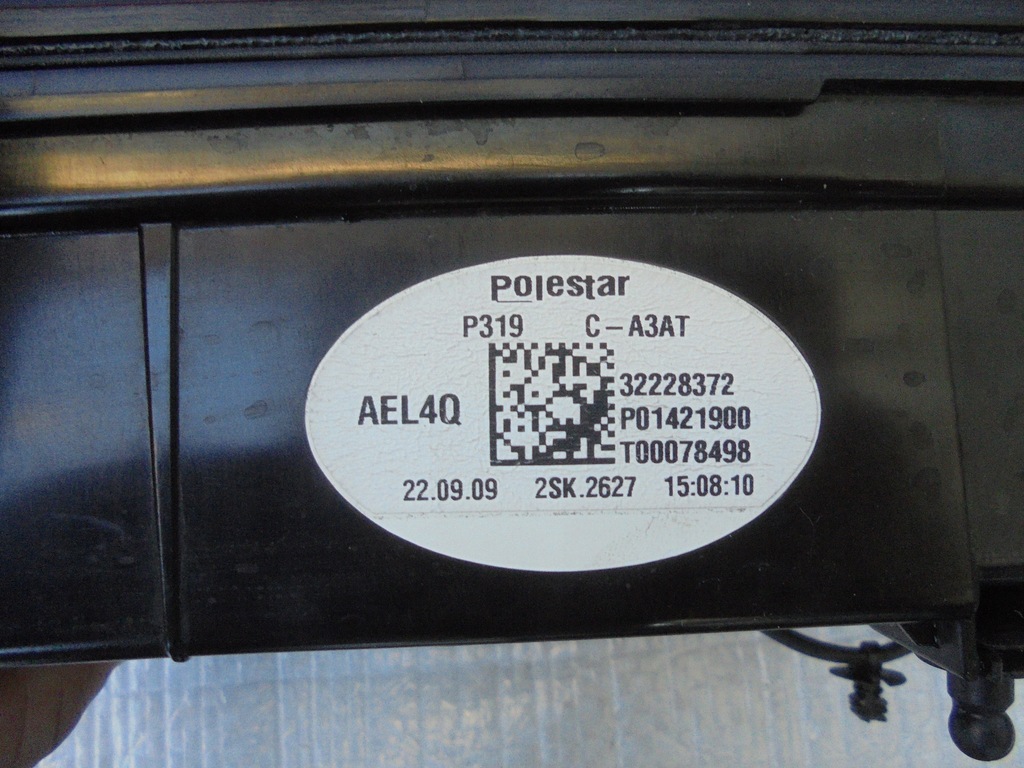 Polestar
P319 C-A3AT
AEL4Q
32228372
P01421900
T00078498
22.09.09 2SK.2627 15:08:10